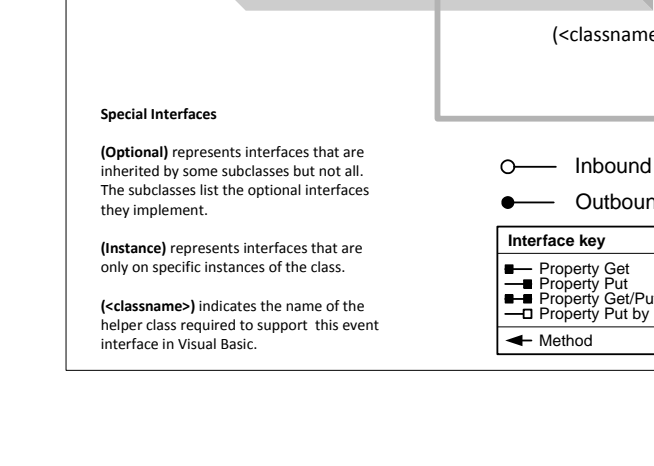 (<classname
Special Interfaces
(Optional) represents interfaces that are
inherited by some subclasses but not all.
The subclasses list the optional interfaces
they implement.
(Instance) represents interfaces that are
only on specific instances of the class.
(<classname>) indicates the name of the
helper class required to support this event
interface in Visual Basic.
Inbound
Outboun
Interface key
Property Get
Property Put
Property Get/Pu
Property Put by
Method